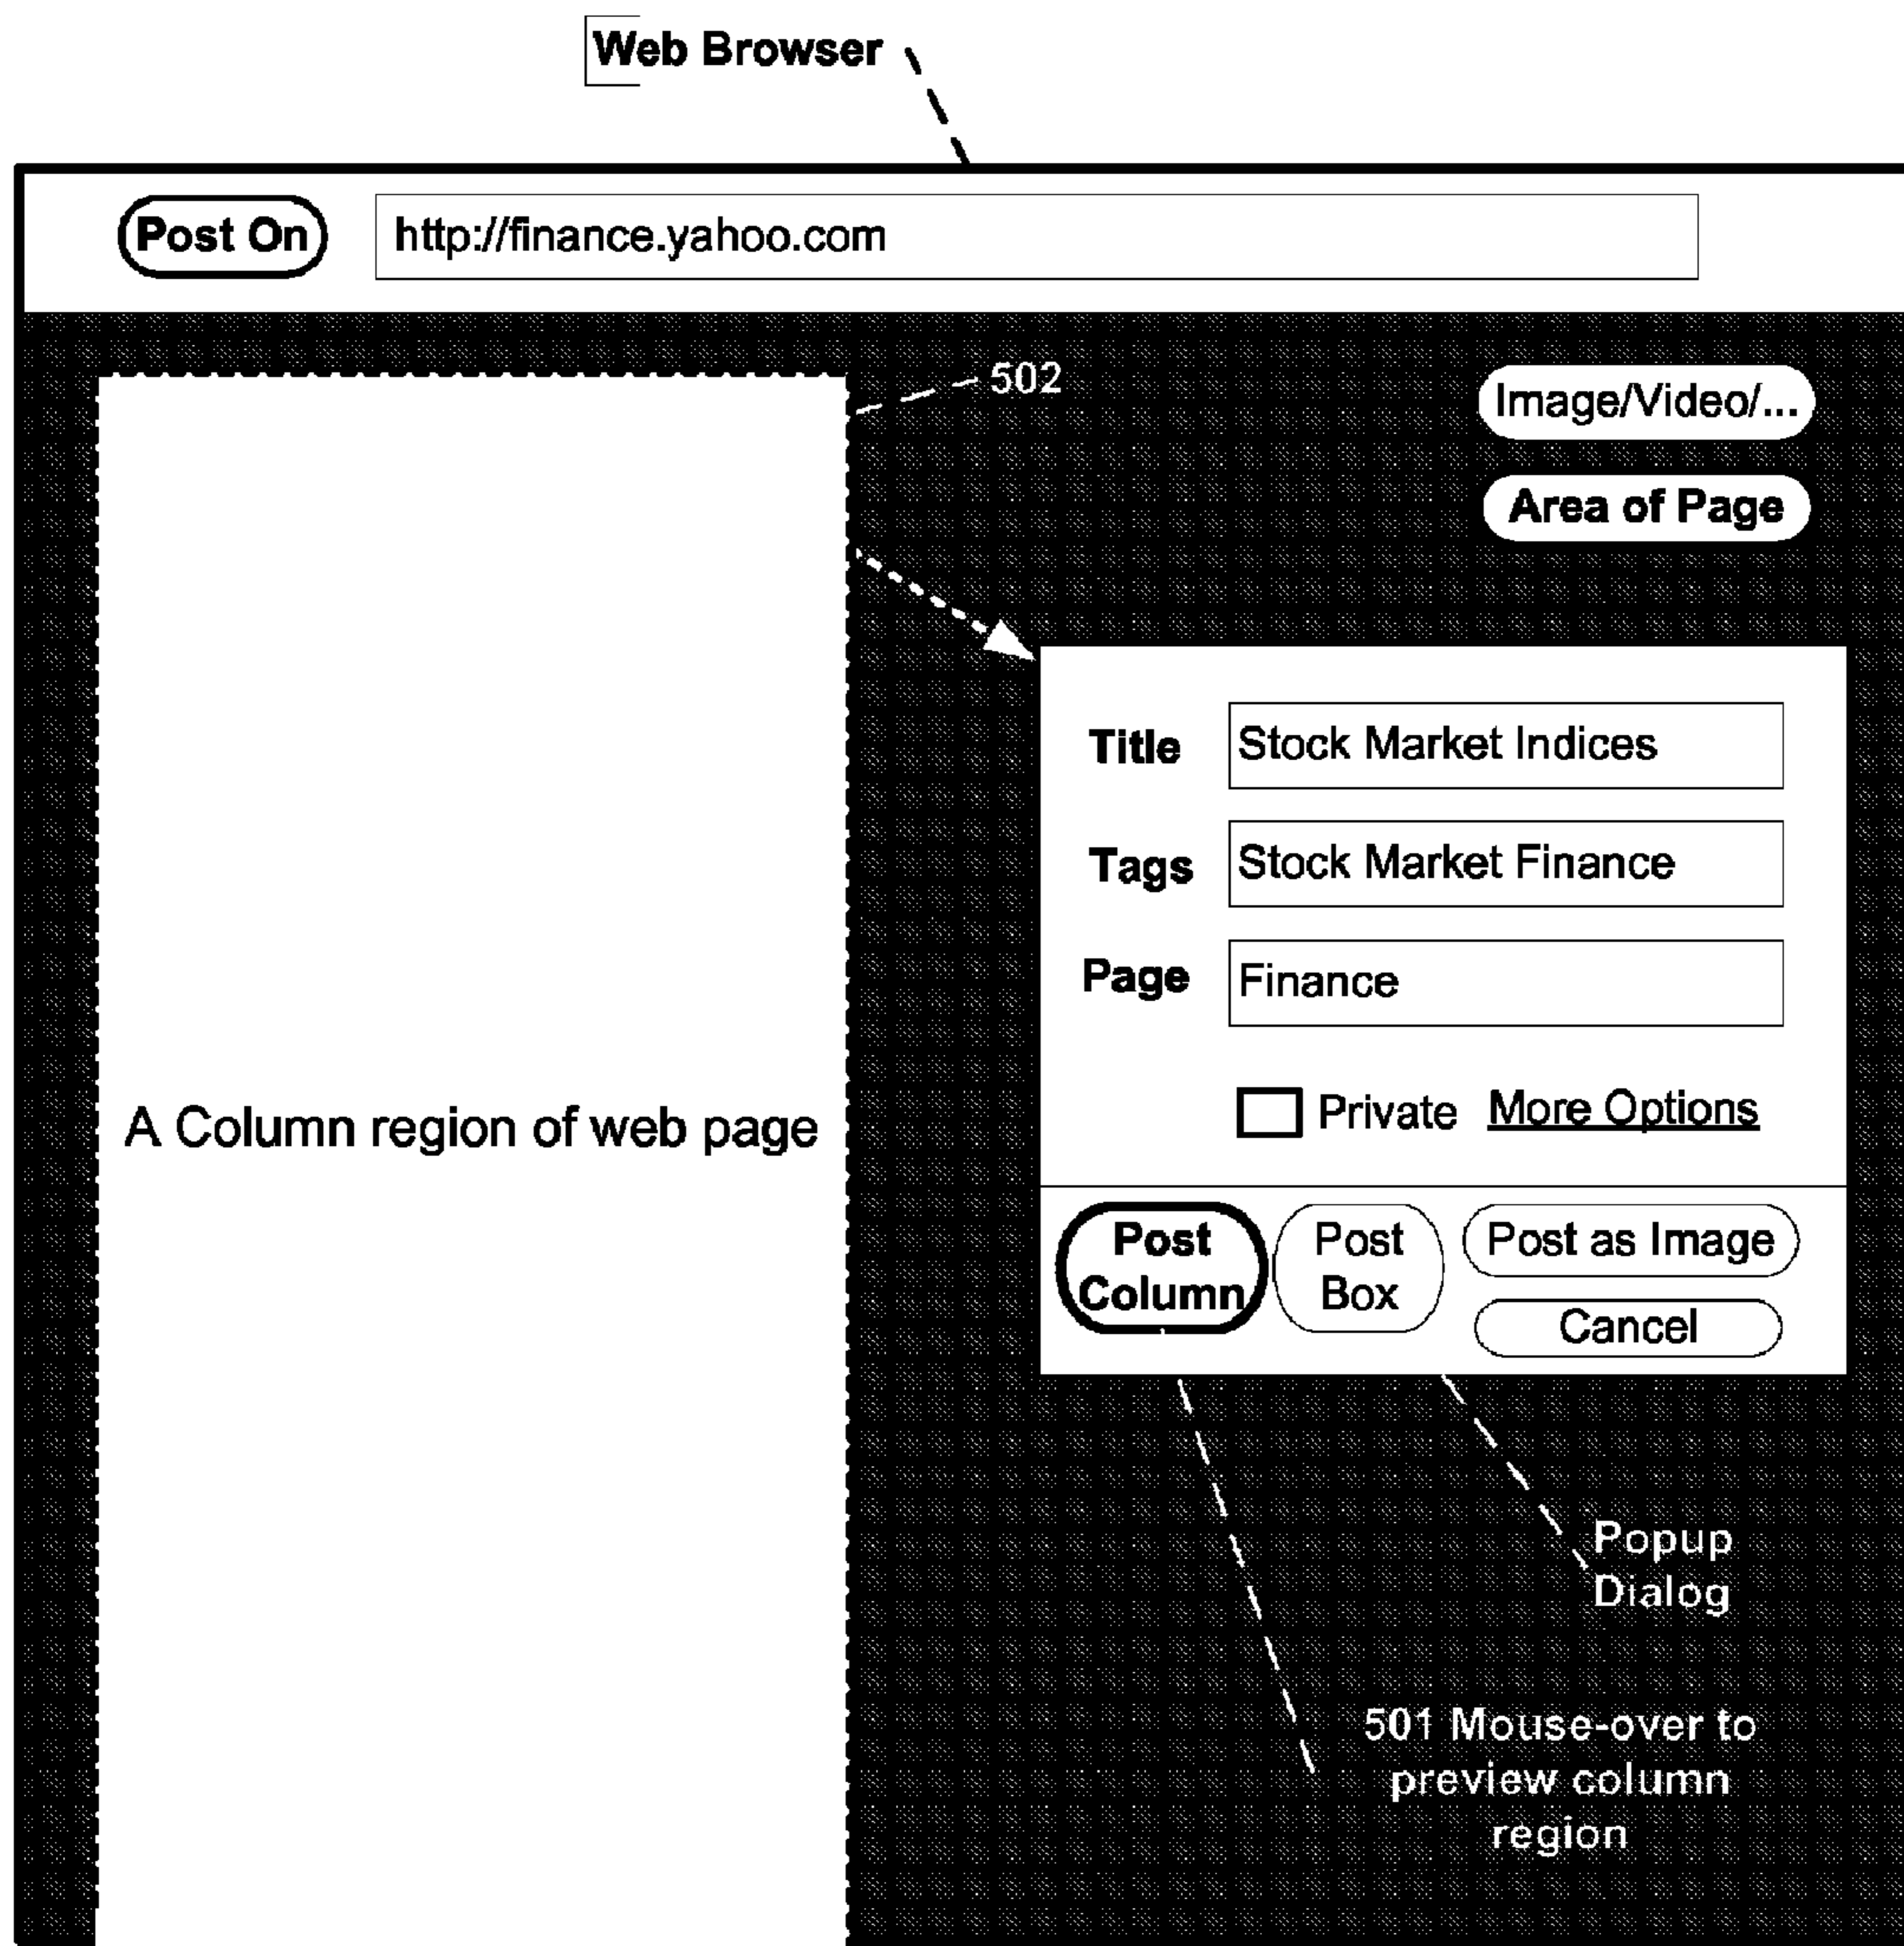 Web Browser
Post On
http://finance.yahoo.com
502
Image/Video/...
Area of Page
Title
Stock Market Indices
Tags
Stock Market Finance
Page
Finance
A Column region of web page
Private More Options
Post
Column
Post
Box
Post as Image
Cancel
Popup
Dialog
501 Mouse-over to
preview column
region